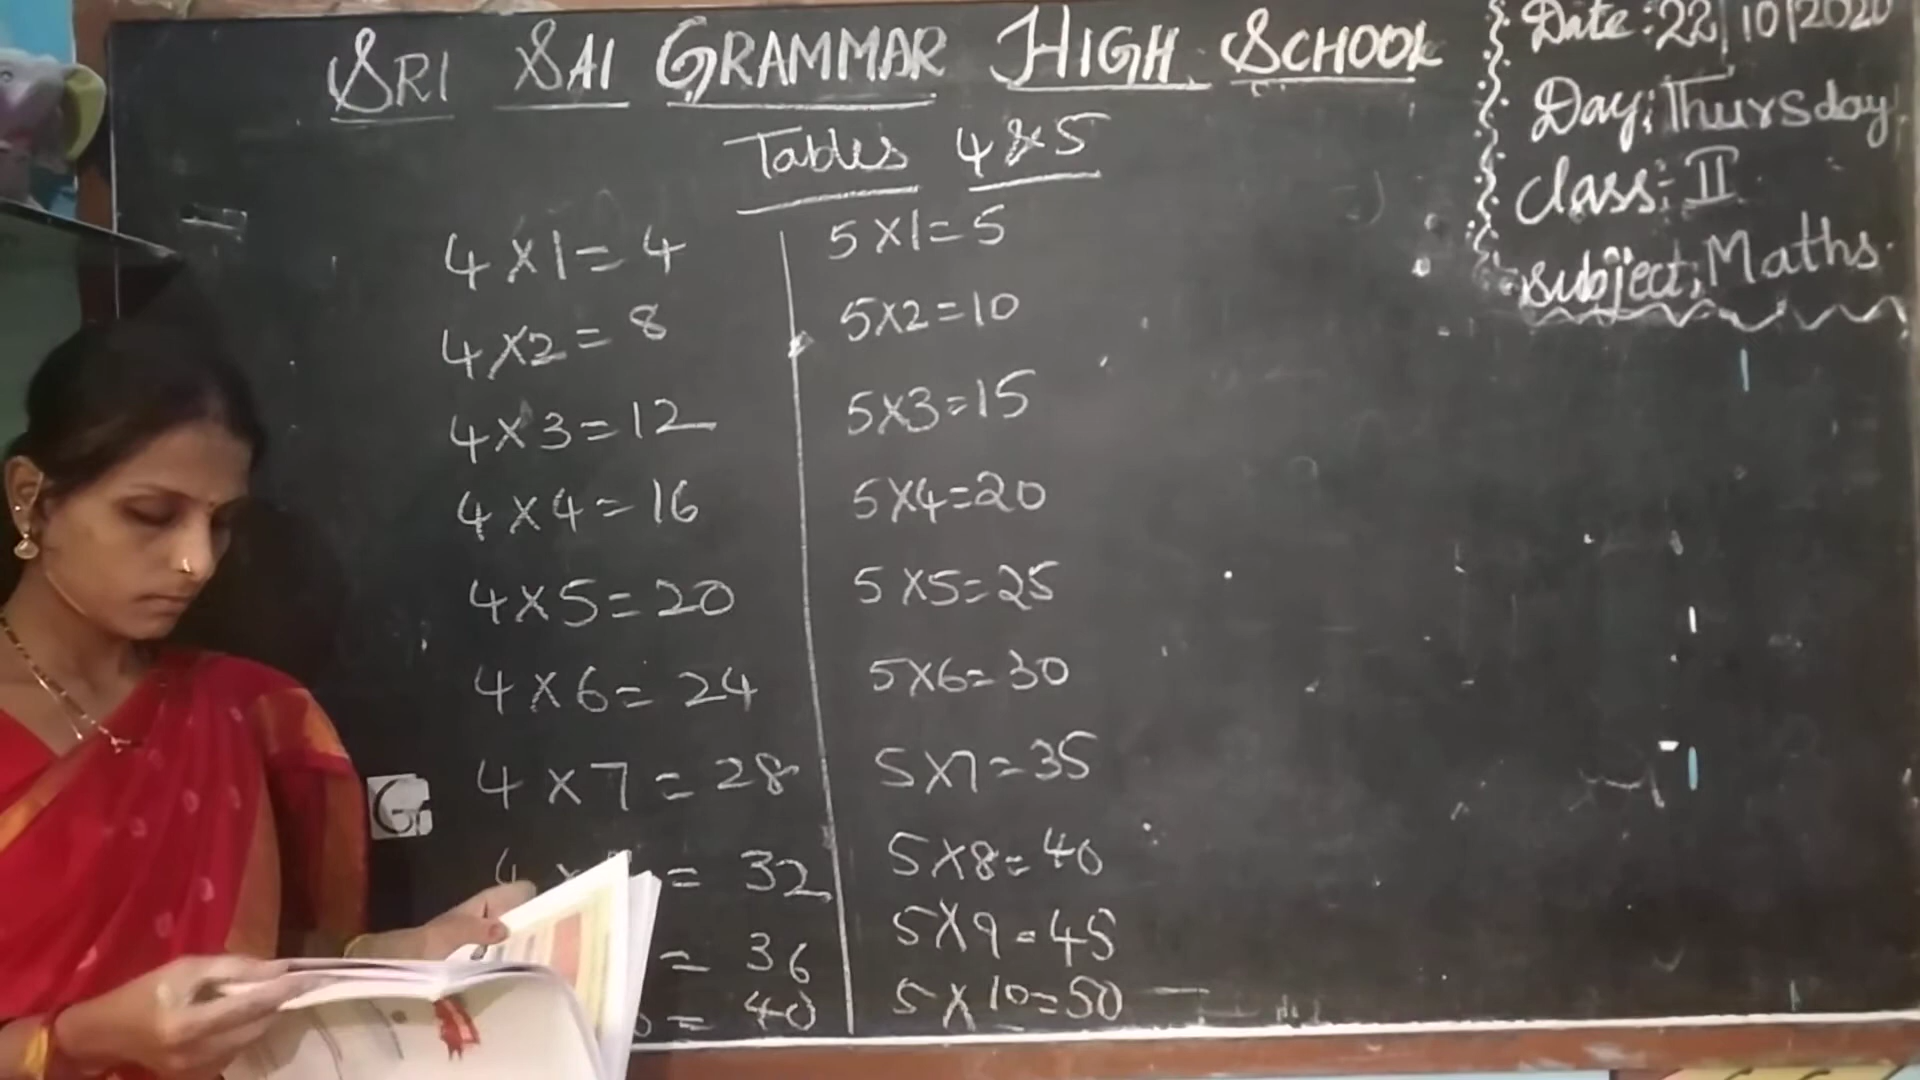 SRI SAI GRAMMAR HIGH SCHOOL
Tables 4 & 5
Date: 22/10/2020
Day: Thursday
Class: II
Subject: Maths.
4 X 1 = 4
4 X 2 = 8
4 X 3 = 12
4 X 4 = 16
4 X 5 = 20
4 X 6 = 24
4 X 7 = 28
4 X = 32
= 36
= 40
5 X 1 = 5
5 X 2 = 10
5 X 3 = 15
5 X 4 = 20
5 X 5 = 25
5 X 6 = 30
5 X 7 = 35
5 X 8 = 40
5 X 9 = 45
5 X 10 = 50
G